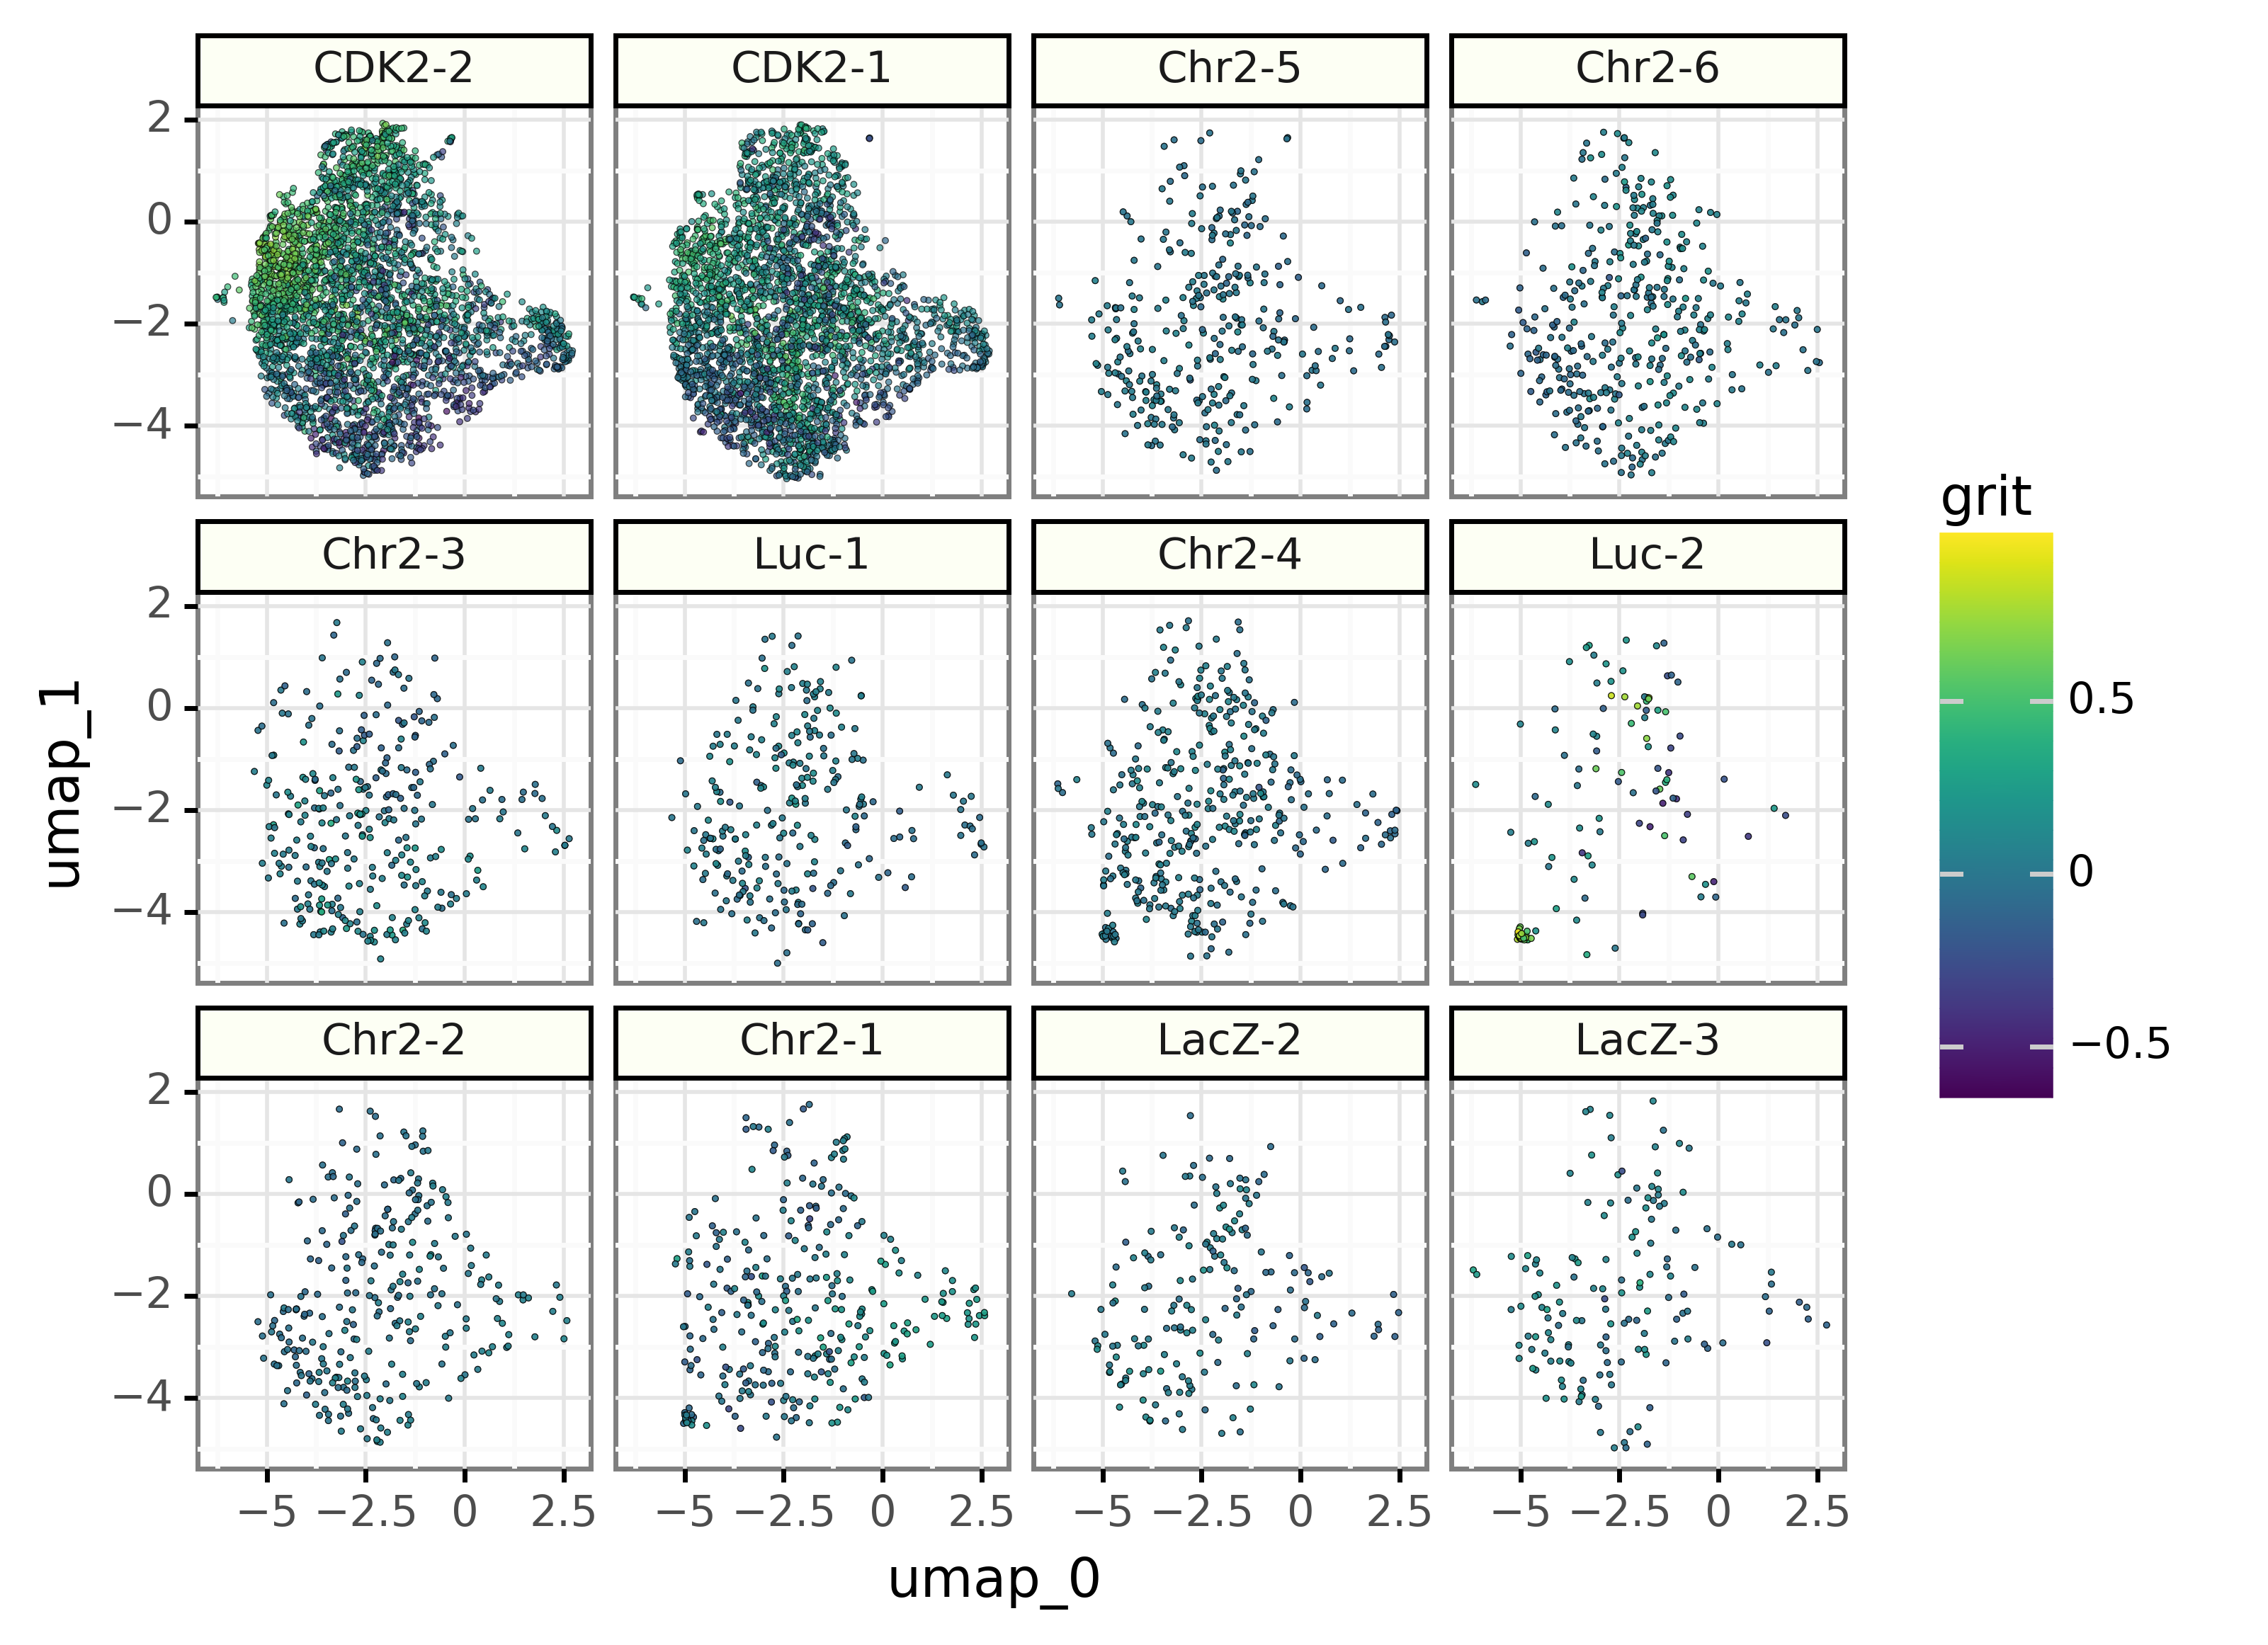 CDK2-2 CDK2-1 Chr2-5 Chr2-6
2
0
−2
−4
grit
0.5
0
−0.5
Chr2-3 Luc-1 Chr2-4 Luc-2
2
0
−2
−4
umap_1
Chr2-2 Chr2-1 LacZ-2 LacZ-3
2
0
−2
−4
−5 −2.5 0 2.5 −5 −2.5 0 2.5 −5 −2.5 0 2.5 −5 −2.5 0 2.5
umap_0